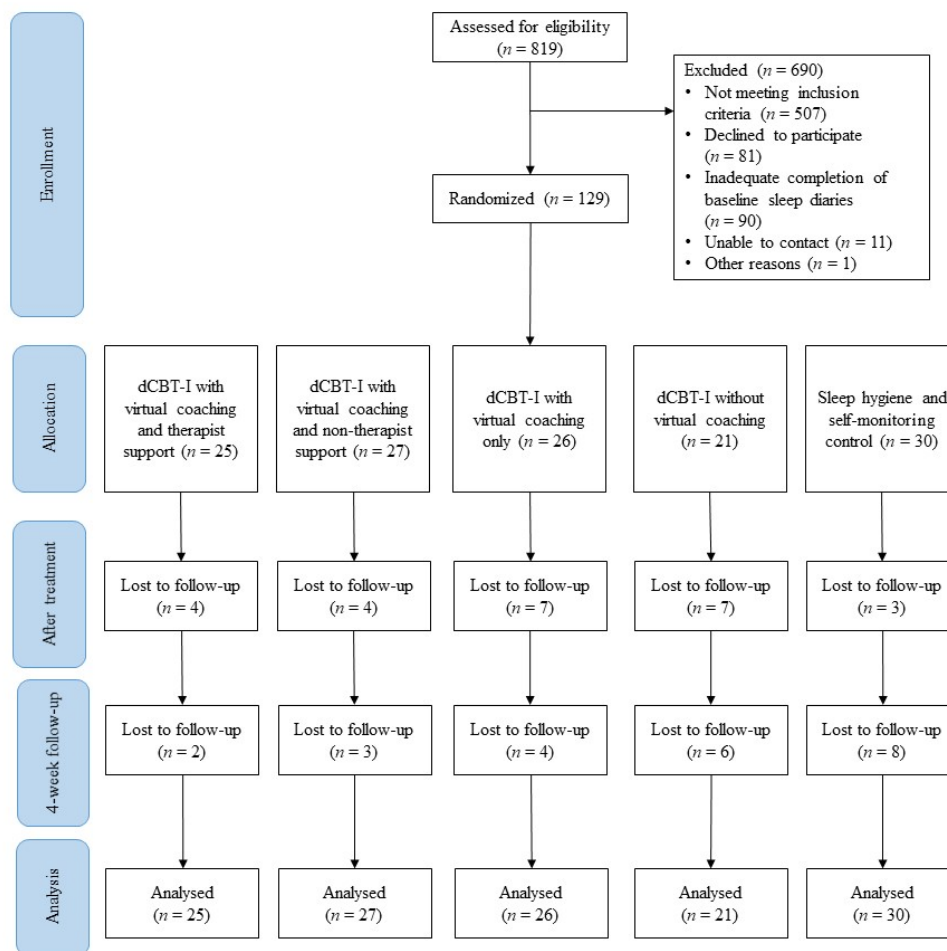 Enrollment
Assessed for eligibility
(n = 819)
Excluded (n = 690)
• Not meeting inclusion
criteria (n = 507)
• Declined to participate
(n = 81)
• Inadequate completion of
baseline sleep diaries
(n = 90)
• Unable to contact (n = 11)
• Other reasons (n = 1)
Randomized (n = 129)
Allocation
dCBT-I with
virtual coaching
and therapist
support (n = 25)
dCBT-I with
virtual coaching
and non-therapist
support (n = 27)
dCBT-I with
virtual coaching
only (n = 26)
dCBT-I without
virtual coaching
(n = 21)
Sleep hygiene and
self-monitoring
control (n = 30)
After treatment
Lost to follow-up
(n = 4)
Lost to follow-up
(n = 4)
Lost to follow-up
(n = 7)
Lost to follow-up
(n = 7)
Lost to follow-up
(n = 3)
4-week follow-up
Lost to follow-up
(n = 2)
Lost to follow-up
(n = 3)
Lost to follow-up
(n = 4)
Lost to follow-up
(n = 6)
Lost to follow-up
(n = 8)
Analysis
Analysed
(n = 25)
Analysed
(n = 27)
Analysed
(n = 26)
Analysed
(n = 21)
Analysed
(n = 30)